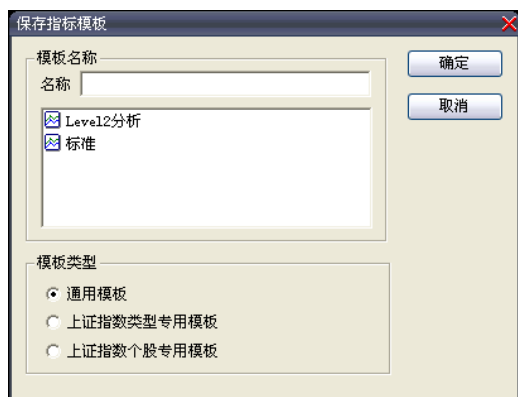 保存指标模板
模板名称
名称
确定
取消
Level2分析
标准
模板类型
通用模板
上证指数类型专用模板
上证指数个股专用模板